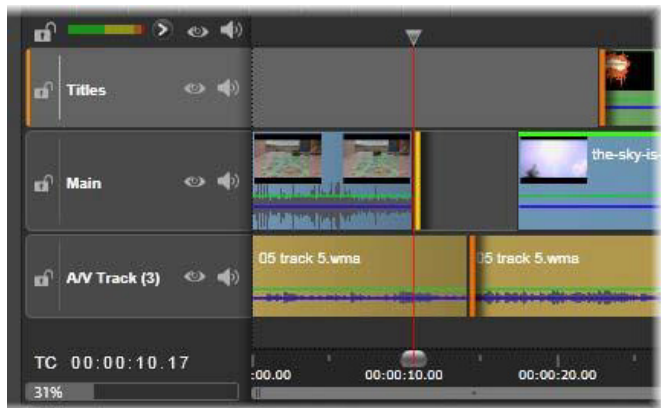 Titles
Main
the-sky-is-
A/V Track (3)
05 track 5.wma
05 track 5.wma
TC 00:00:10.17
:00.00
00:00:10.00
00:00:20.00
31%